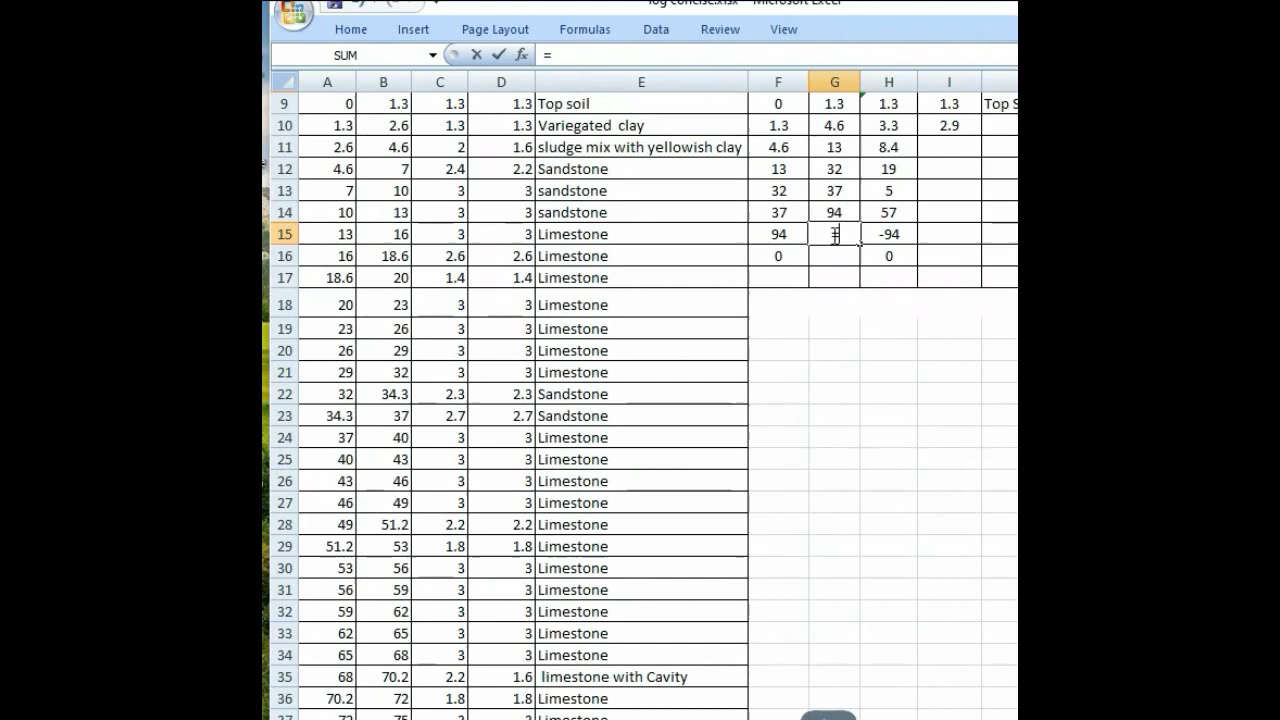 log concise.xlsx - Microsoft Excel
Home Insert Page Layout Formulas Data Review View
SUM fx =
A B C D E F G H I
9 0 1.3 1.3 1.3 Top soil 0 1.3 1.3 1.3 Top S
10 1.3 2.6 1.3 1.3 Variegated clay 1.3 4.6 3.3 2.9
11 2.6 4.6 2 1.6 sludge mix with yellowish clay 4.6 13 8.4
12 4.6 7 2.4 2.2 Sandstone 13 32 19
13 7 10 3 3 sandstone 32 37 5
14 10 13 3 3 sandstone 37 94 57
15 13 16 3 3 Limestone 94 = -94
16 16 18.6 2.6 2.6 Limestone 0 0
17 18.6 20 1.4 1.4 Limestone
18 20 23 3 3 Limestone
19 23 26 3 3 Limestone
20 26 29 3 3 Limestone
21 29 32 3 3 Limestone
22 32 34.3 2.3 2.3 Sandstone
23 34.3 37 2.7 2.7 Sandstone
24 37 40 3 3 Limestone
25 40 43 3 3 Limestone
26 43 46 3 3 Limestone
27 46 49 3 3 Limestone
28 49 51.2 2.2 2.2 Limestone
29 51.2 53 1.8 1.8 Limestone
30 53 56 3 3 Limestone
31 56 59 3 3 Limestone
32 59 62 3 3 Limestone
33 62 65 3 3 Limestone
34 65 68 3 3 Limestone
35 68 70.2 2.2 1.6 limestone with Cavity
36 70.2 72 1.8 1.8 Limestone
37 72 75 3 3 Limestone